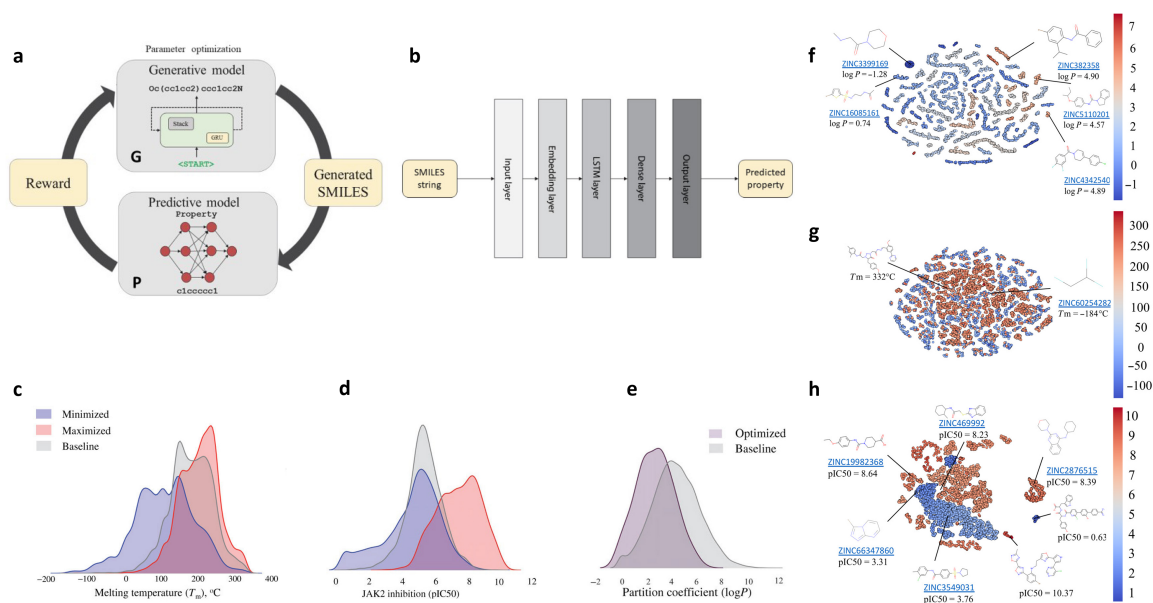 a
Parameter optimization
Generative model
Oc(cc1cc2)ccc1cc2N
Stack
GRU
G
<START>
Reward
Generated
SMILES
Predictive model
Property
P
c1ccccc1
b
SMILES
string
Input layer
Embedding layer
LSTM layer
Dense layer
Output layer
Predicted
property
c
Minimized
Maximized
Baseline
−200 −100 0 100 200 300 400
Melting temperature (Tm), °C
d
0 2 4 6 8 10 12
JAK2 inhibition (pIC50)
e
Optimized
Baseline
−2 0 4 8 12
Partition coefficient (logP)
f
ZINC3399169
log P = −1.28
ZINC16085161
log P = 0.74
ZINC382358
log P = 4.90
ZINC5110201
log P = 4.57
ZINC4342540
log P = 4.89
7
6
5
4
3
2
1
0
−1
g
Tm = 332°C
ZINC60254282
Tm = −184°C
300
250
200
150
100
50
0
−50
−100
h
ZINC469992
pIC50 = 8.23
ZINC19982368
pIC50 = 8.64
ZINC2876515
pIC50 = 8.39
pIC50 = 0.63
ZINC66347860
pIC50 = 3.31
ZINC3549031
pIC50 = 3.76
pIC50 = 10.37
10
9
8
7
6
5
4
3
2
1